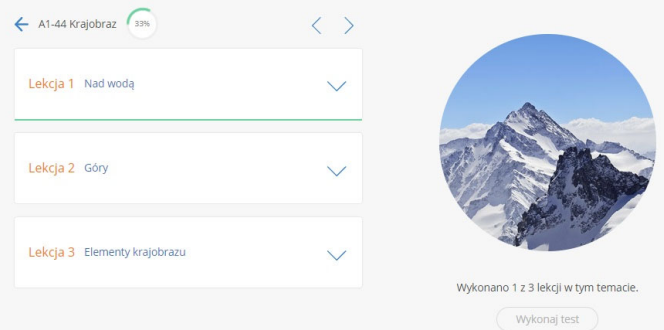 A1-44 Krajobraz 33%
Lekcja 1 Nad wodą
Lekcja 2 Góry
Lekcja 3 Elementy krajobrazu
Wykonano 1 z 3 lekcji w tym temacie.
Wykonaj test